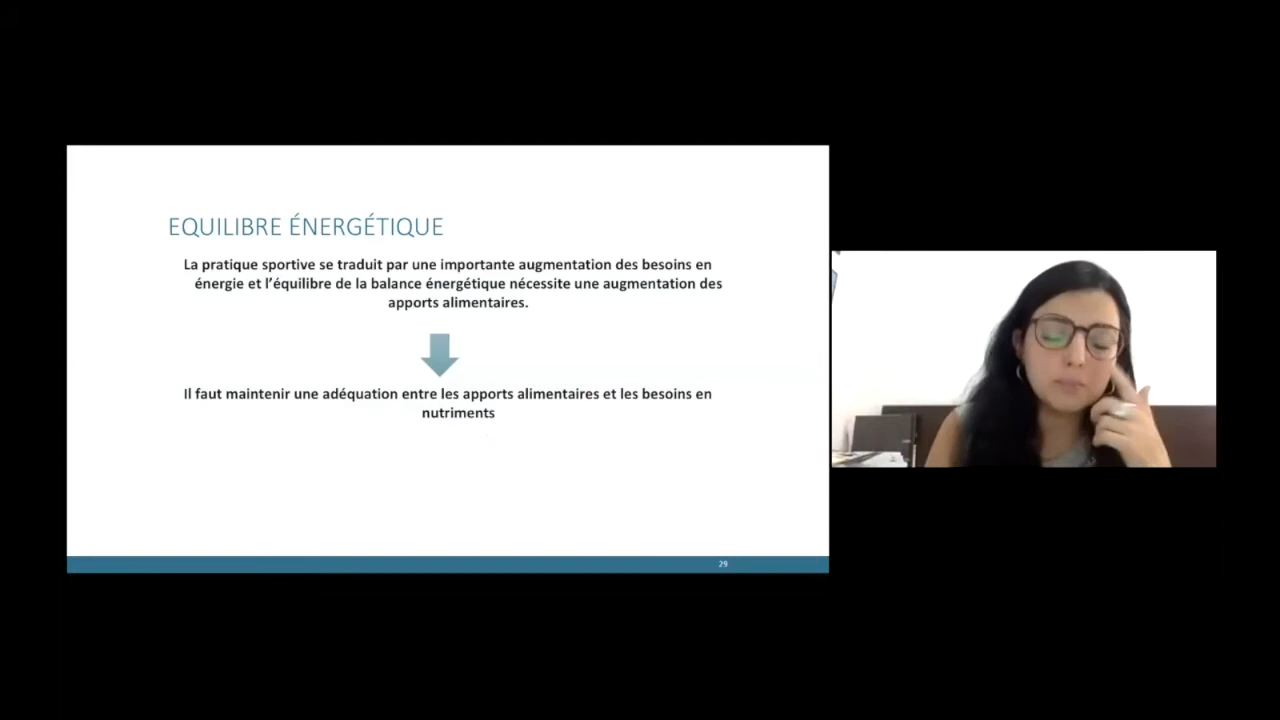 EQUILIBRE ÉNERGÉTIQUE
La pratique sportive se traduit par une importante augmentation des besoins en
énergie et l’équilibre de la balance énergétique nécessite une augmentation des
apports alimentaires.
Il faut maintenir une adéquation entre les apports alimentaires et les besoins en
nutriments
29